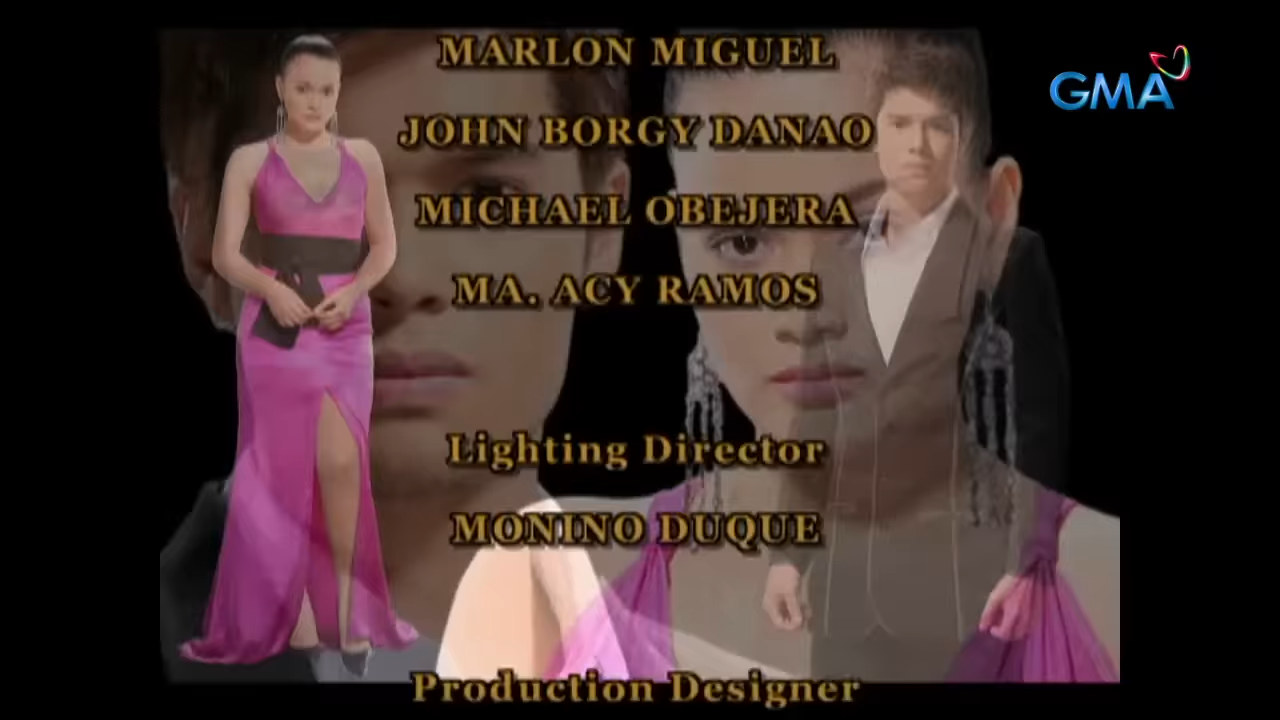 MARLON MIGUEL
GMA
JOHN BORGY DANAO
MICHAEL OBEJERA
MA. ACY RAMOS
Lighting Director
MONINO DUQUE
Production Designer